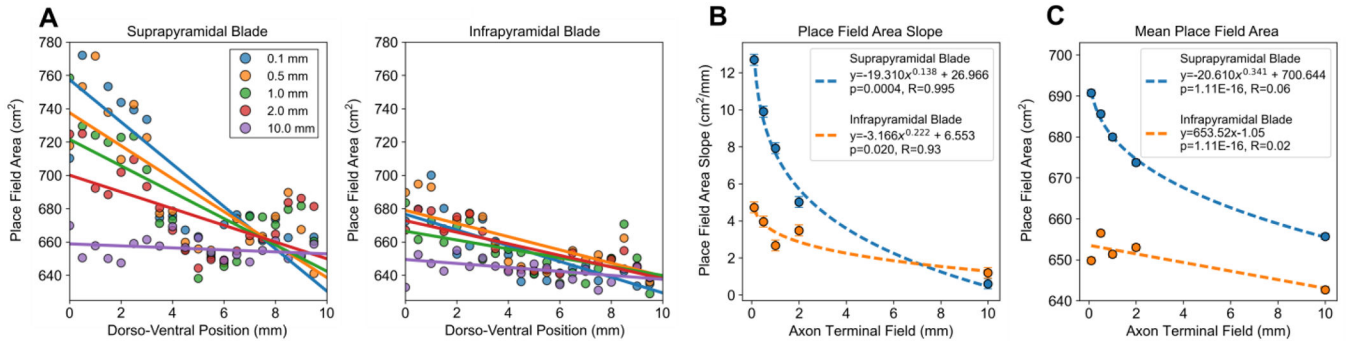 A
Suprapyramidal Blade
780
760
740
720
700
680
660
640
0 2 4 6 8 10
Place Field Area (cm²)
Dorso-Ventral Position (mm)
0.1 mm
0.5 mm
1.0 mm
2.0 mm
10.0 mm
Infrapyramidal Blade
780
760
740
720
700
680
660
640
0 2 4 6 8 10
Place Field Area (cm²)
Dorso-Ventral Position (mm)
B
Place Field Area Slope
12
10
8
6
4
2
0
0 2 4 6 8 10
Place Field Area Slope (cm²/mm)
Axon Terminal Field (mm)
Suprapyramidal Blade
y=-19.310x^0.138 + 26.966
p=0.0004, R=0.995
Infrapyramidal Blade
y=-3.166x^0.222 + 6.553
p=0.020, R=0.93
C
Mean Place Field Area
700
690
680
670
660
650
640
0 2 4 6 8 10
Place Field Area (cm²)
Axon Terminal Field (mm)
Suprapyramidal Blade
y=-20.610x^0.341 + 700.644
p=1.11E-16, R=0.06
Infrapyramidal Blade
y=653.52x-1.05
p=1.11E-16, R=0.02